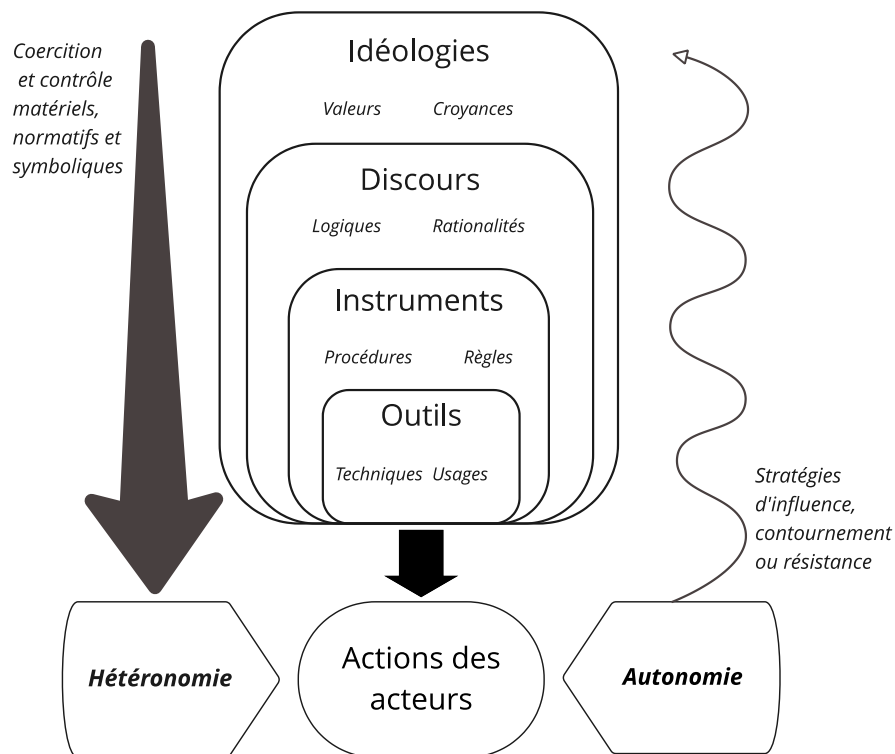 Coercition
et contrôle
matériels,
normatifs et
symboliques
Idéologies
Valeurs Croyances
Discours
Logiques Rationalités
Instruments
Procédures Règles
Outils
Techniques Usages
Stratégies
d'influence,
contournement
ou résistance
Hétéronomie
Actions des
acteurs
Autonomie